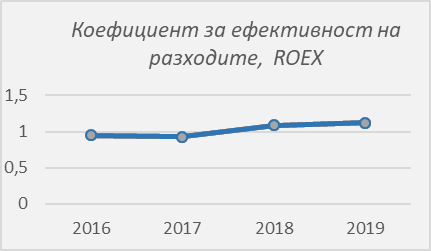 Коефициент за ефективност на
разходите, ROEX
1,5
1
0,5
0
2016 2017 2018 2019